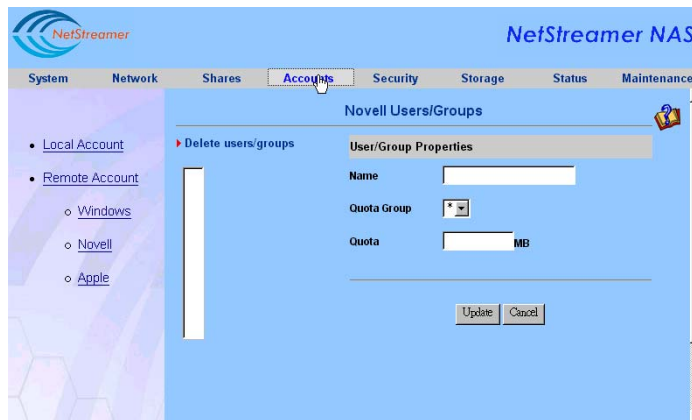 NetStreamer
NetStreamer NAS
System Network Shares Accounts Security Storage Status Maintenance
Novell Users/Groups
Local Account
Remote Account
Windows
Novell
Apple
Delete users/groups
User/Group Properties
Name
Quota Group *
Quota MB
Update Cancel